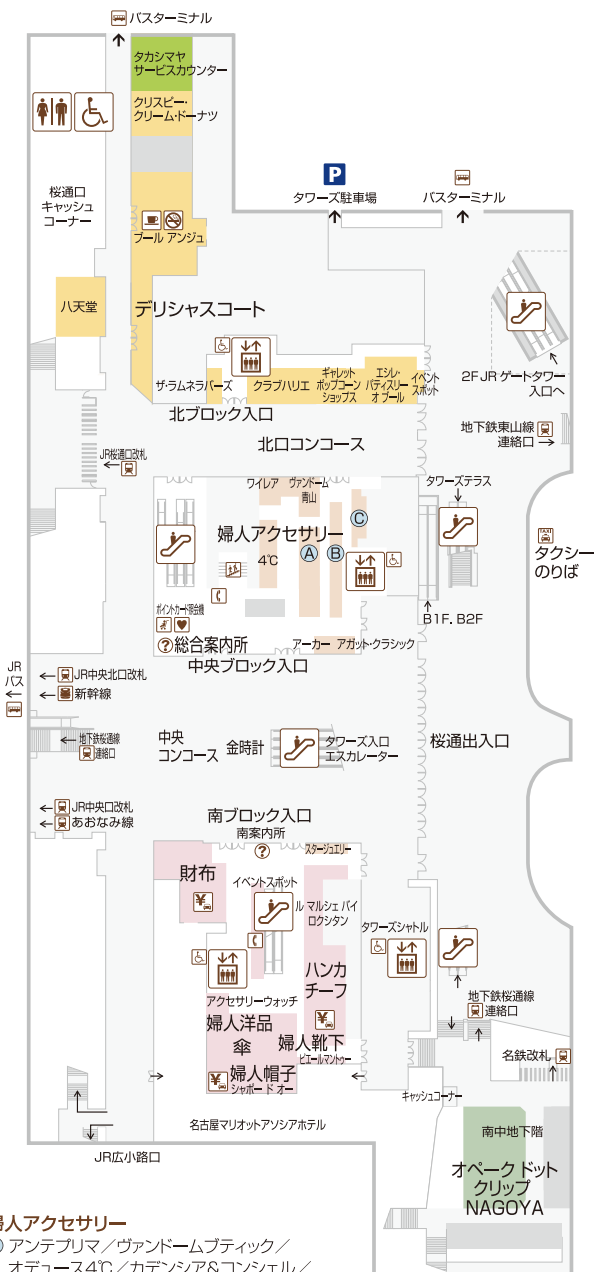 バスターミナル
タカシマヤ
サービスカウンター
クリスピー・
クリーム・ドーナツ
桜通口
キャッシュ
コーナー
P
タワーズ駐車場
バスターミナル
プール アンジュ
八天堂
デリシャスコート
2F JR ゲートタワー
入口へ
ザ・ラムネラバーズ
クラブハリエ
ギャレット
ポップコーン
ショップス
エシレ・
パティスリー
オ ブール
イベント
スポット
北ブロック入口
北口コンコース
地下鉄東山線
連絡口
JR桜通口改札
ワイレア
ヴァンドーム
青山
タワーズテラス
婦人アクセサリー
4℃
A
B
C
TAXI
タクシー
のりば
ポイントカード照会機
B1F, B2F
?総合案内所
アーカー
アガット・クラシック
中央ブロック入口
JR
バス
JR中央北口改札
新幹線
地下鉄桜通線
連絡口
中央
コンコース
金時計
タワーズ入口
エスカレーター
桜通出入口
JR中央口改札
あおなみ線
南ブロック入口
南案内所
?
スタージュエリー
財布
イベントスポット
ル マルシェ バイ
ロクシタン
タワーズシャトル
ハンカ
チーフ
アクセサリーウォッチ
婦人洋品
傘
婦人靴下
ピエールマントゥー
婦人帽子
シャポー ド オー
地下鉄桜通線
連絡口
名鉄改札
キャッシュコーナー
名古屋マリオットアソシアホテル
JR広小路口
南中地下階
オペーク ドット
クリップ
NAGOYA
婦人アクセサリー
アンテプリマ／ヴァンドームブティック／
オデュース4℃／カデンシア&コンシェル／